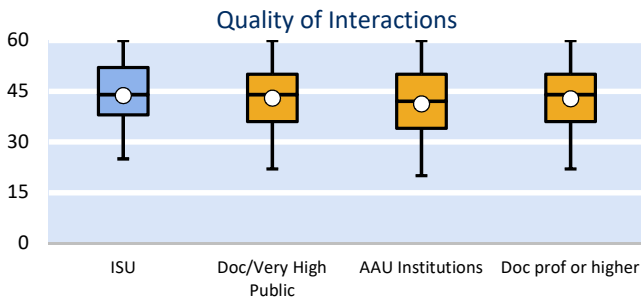 Quality of Interactions
60
45
30
15
0
ISU
Doc/Very High
Public
AAU Institutions
Doc prof or higher